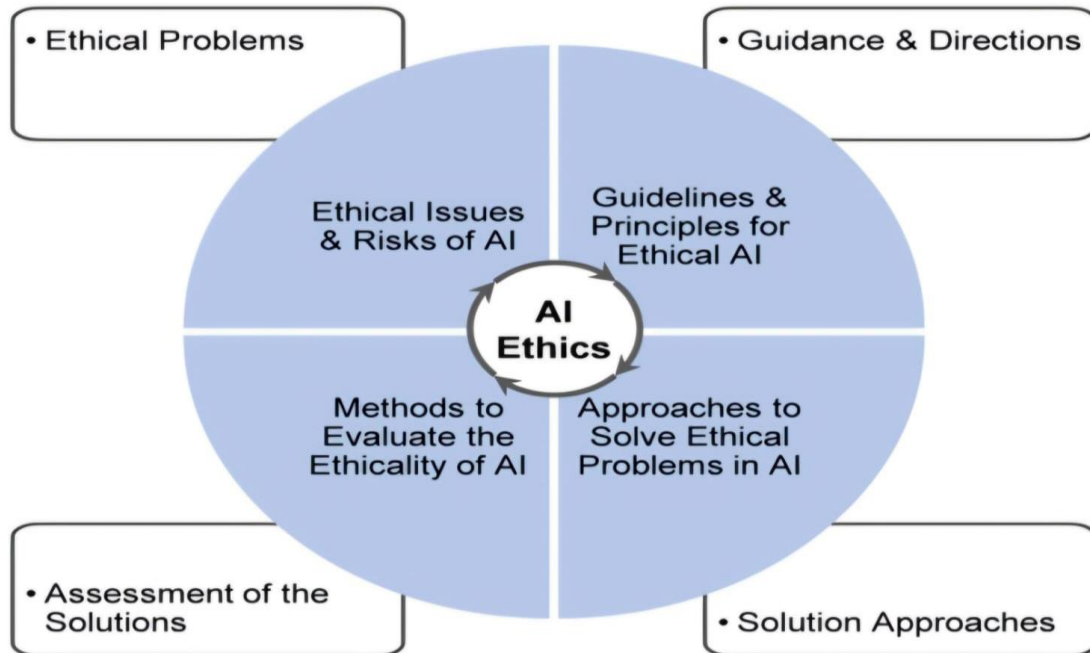 • Ethical Problems
• Guidance & Directions
Ethical Issues
& Risks of AI
Guidelines &
Principles for
Ethical AI
AI
Ethics
Methods to
Evaluate the
Ethicality of AI
Approaches to
Solve Ethical
Problems in AI
• Assessment of the
Solutions
• Solution Approaches